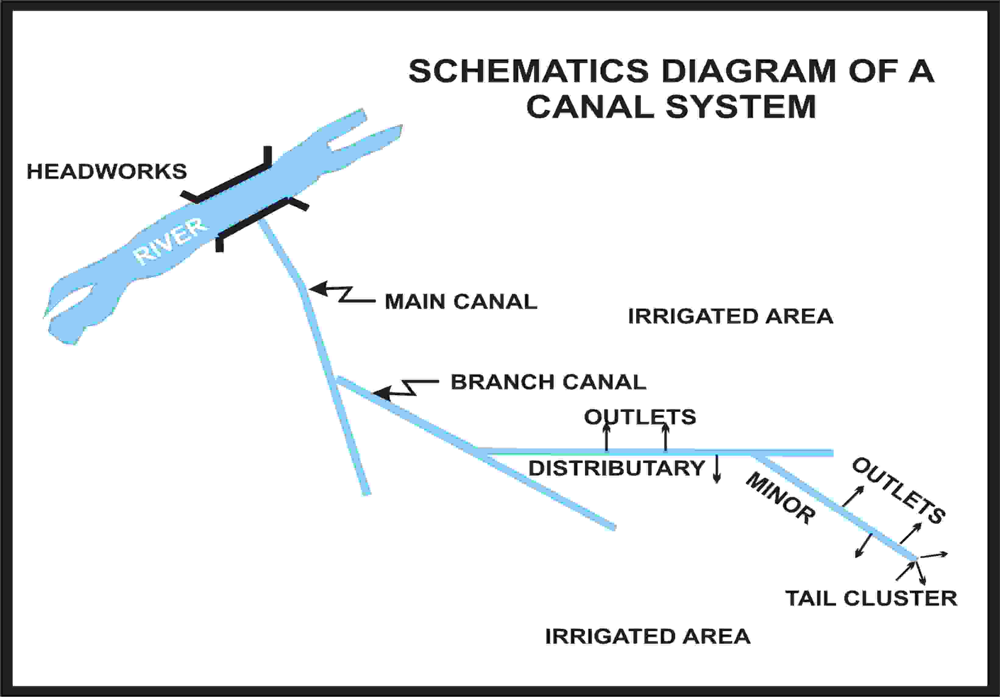 SCHEMATICS DIAGRAM OF A
CANAL SYSTEM
HEADWORKS
RIVER
MAIN CANAL
IRRIGATED AREA
BRANCH CANAL
OUTLETS
DISTRIBUTARY
MINOR
OUTLETS
TAIL CLUSTER
IRRIGATED AREA